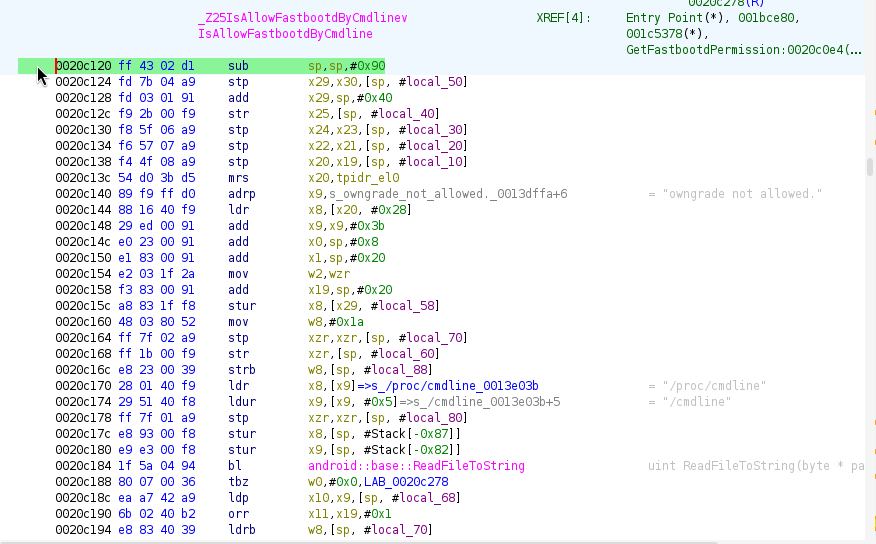 0020c278(R)
_Z25IsAllowFastbootdByCmdlinev XREF[4]: Entry Point(*), 001bce80,
IsAllowFastbootdByCmdline 001c5378(*),
GetFastbootdPermission:0020c0e4(...
0020c120 ff 43 02 d1 sub sp,sp,#0x90
0020c124 fd 7b 04 a9 stp x29,x30,[sp, #local_50]
0020c128 fd 03 01 91 add x29,sp,#0x40
0020c12c f9 2b 00 f9 str x25,[sp, #local_40]
0020c130 f8 5f 06 a9 stp x24,x23,[sp, #local_30]
0020c134 f6 57 07 a9 stp x22,x21,[sp, #local_20]
0020c138 f4 4f 08 a9 stp x20,x19,[sp, #local_10]
0020c13c 54 d0 3b d5 mrs x20,tpidr_el0
0020c140 89 f9 ff d0 adrp x9,s_owngrade_not_allowed._0013dffa+6 = "owngrade not allowed."
0020c144 88 16 40 f9 ldr x8,[x20, #0x28]
0020c148 29 ed 00 91 add x9,x9,#0x3b
0020c14c e0 23 00 91 add x0,sp,#0x8
0020c150 e1 83 00 91 add x1,sp,#0x20
0020c154 e2 03 1f 2a mov w2,wzr
0020c158 f3 83 00 91 add x19,sp,#0x20
0020c15c a8 83 1f f8 stur x8,[x29, #local_58]
0020c160 48 03 80 52 mov w8,#0x1a
0020c164 ff 7f 02 a9 stp xzr,xzr,[sp, #local_70]
0020c168 ff 1b 00 f9 str xzr,[sp, #local_60]
0020c16c e8 23 00 39 strb w8,[sp, #local_88]
0020c170 28 01 40 f9 ldr x8,[x9]=>s_/proc/cmdline_0013e03b = "/proc/cmdline"
0020c174 29 51 40 f8 ldur x9,[x9, #0x5]=>s_/proc/cmdline_0013e03b+5 = "/cmdline"
0020c178 ff 7f 01 a9 stp xzr,xzr,[sp, #local_80]
0020c17c e8 93 00 f8 stur x8,[sp, #Stack[-0x87]]
0020c180 e9 e3 00 f8 stur x9,[sp, #Stack[-0x82]]
0020c184 1f 5a 04 94 bl android::base::ReadFileToString uint ReadFileToString(byte * pa
0020c188 80 07 00 36 tbz w0,#0x0,LAB_0020c278
0020c18c ea a7 42 a9 ldp x10,x9,[sp, #local_68]
0020c190 6b 02 40 b2 orr x11,x19,#0x1
0020c194 e8 83 40 39 ldrb w8,[sp, #local_70]